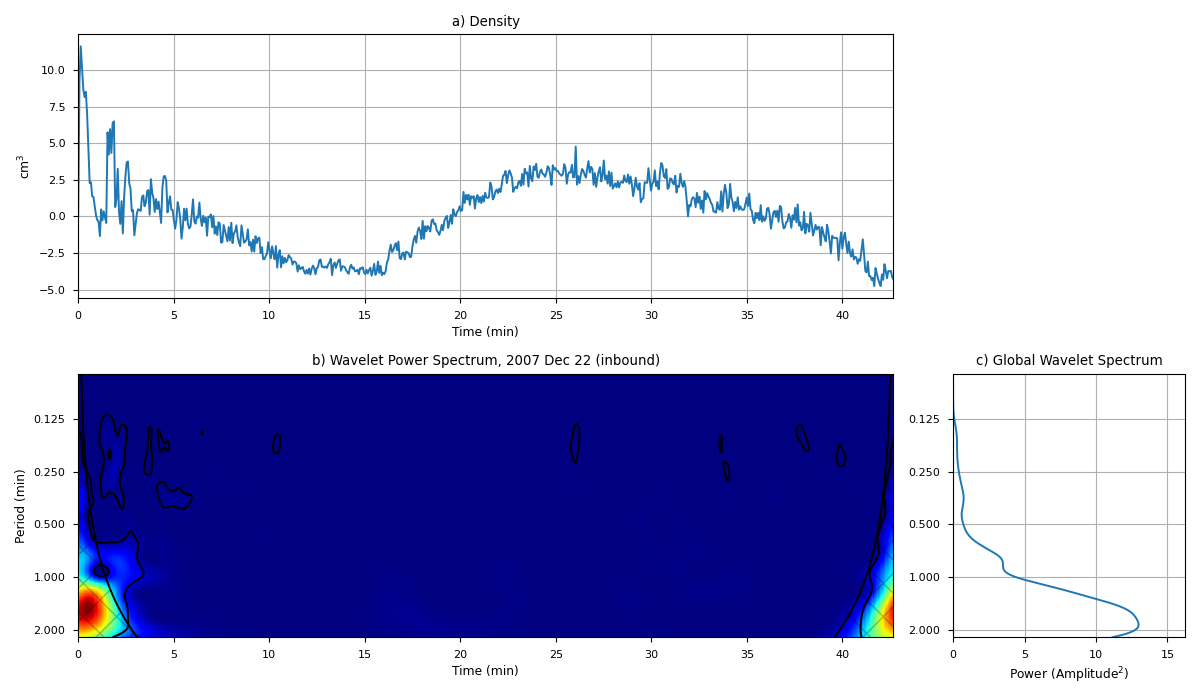 a) Density
10.0
7.5
5.0
2.5
0.0
−2.5
−5.0
cm³
0 5 10 15 20 25 30 35 40
Time (min)
b) Wavelet Power Spectrum, 2007 Dec 22 (inbound)
0.125
0.250
0.500
1.000
2.000
Period (min)
0 5 10 15 20 25 30 35 40
Time (min)
c) Global Wavelet Spectrum
0.125
0.250
0.500
1.000
2.000
0 5 10 15
Power (Amplitude²)